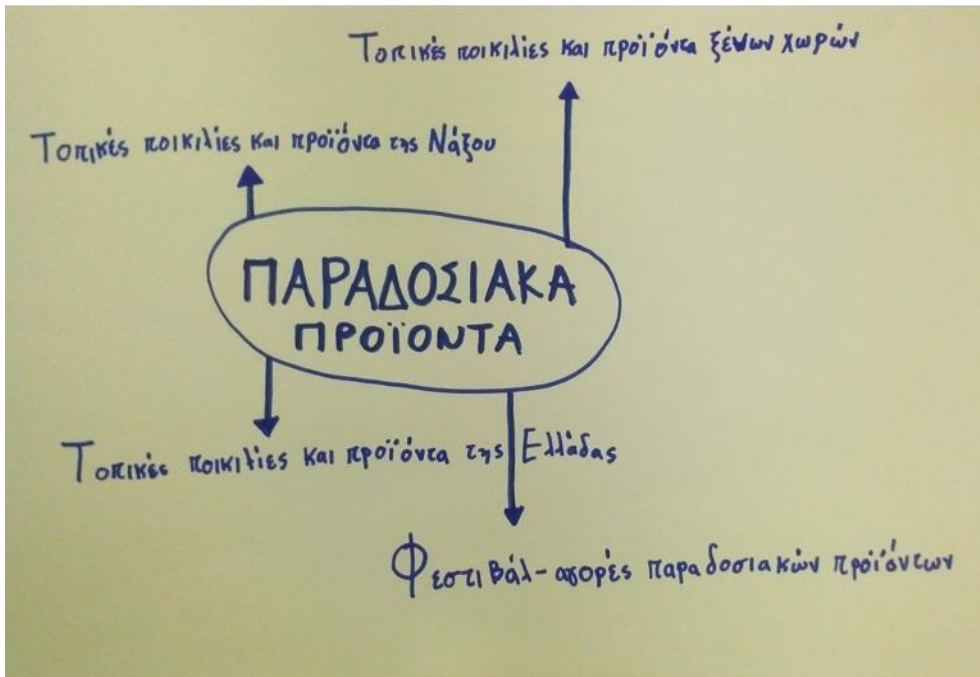 Τοπικές ποικιλίες και προϊόντα ξένων χωρών
Τοπικές ποικιλίες και προϊόντα της Νάξου
ΠΑΡΑΔΟΣΙΑΚΑ
ΠΡΟΪΟΝΤΑ
Τοπικές ποικιλίες και προϊόντα της Ελλάδας
Φεστιβάλ-αγορές παραδοσιακών προϊόντων